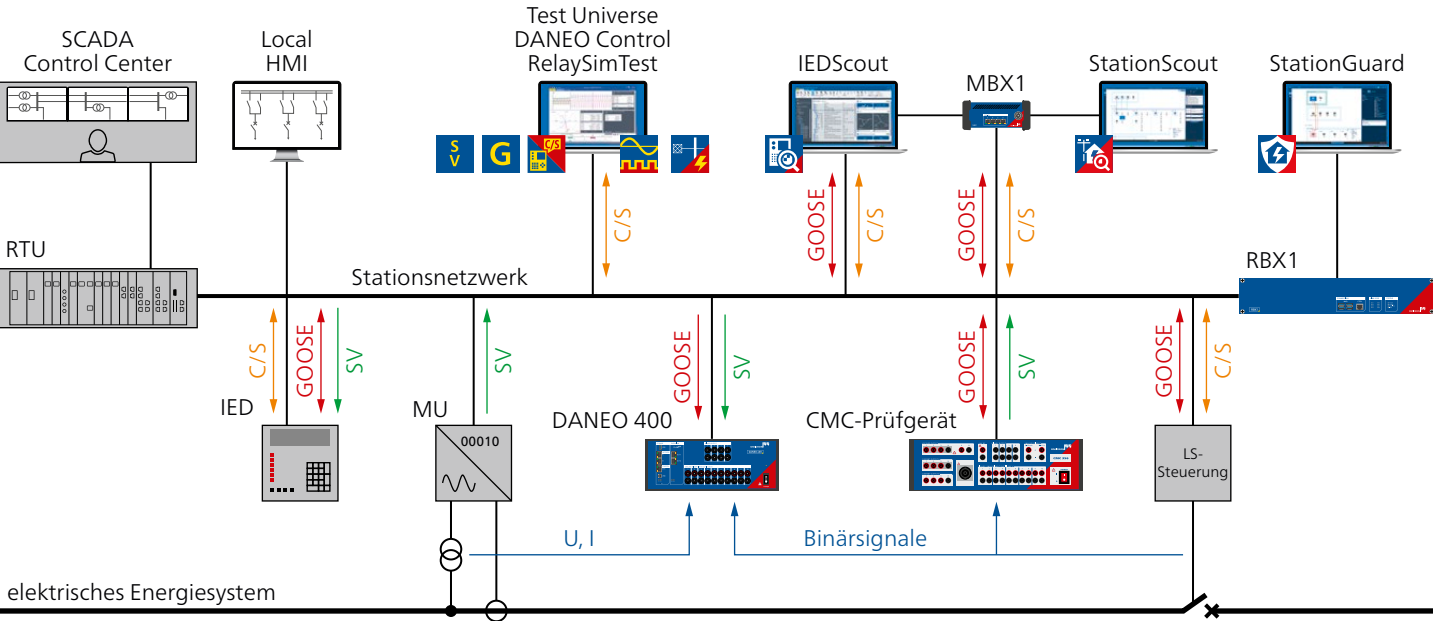 SCADA
Control Center
Local
HMI
Test Universe
DANEO Control
RelaySimTest
IEDScout
MBX1
StationScout
StationGuard
S
V
G
C/S
C/S
GOOSE
C/S
GOOSE
C/S
RTU
Stationsnetzwerk
RBX1
C/S
GOOSE
SV
SV
GOOSE
SV
GOOSE
SV
GOOSE
C/S
IED
MU
DANEO 400
CMC-Prüfgerät
00010
LS-
Steuerung
U, I
Binärsignale
elektrisches Energiesystem